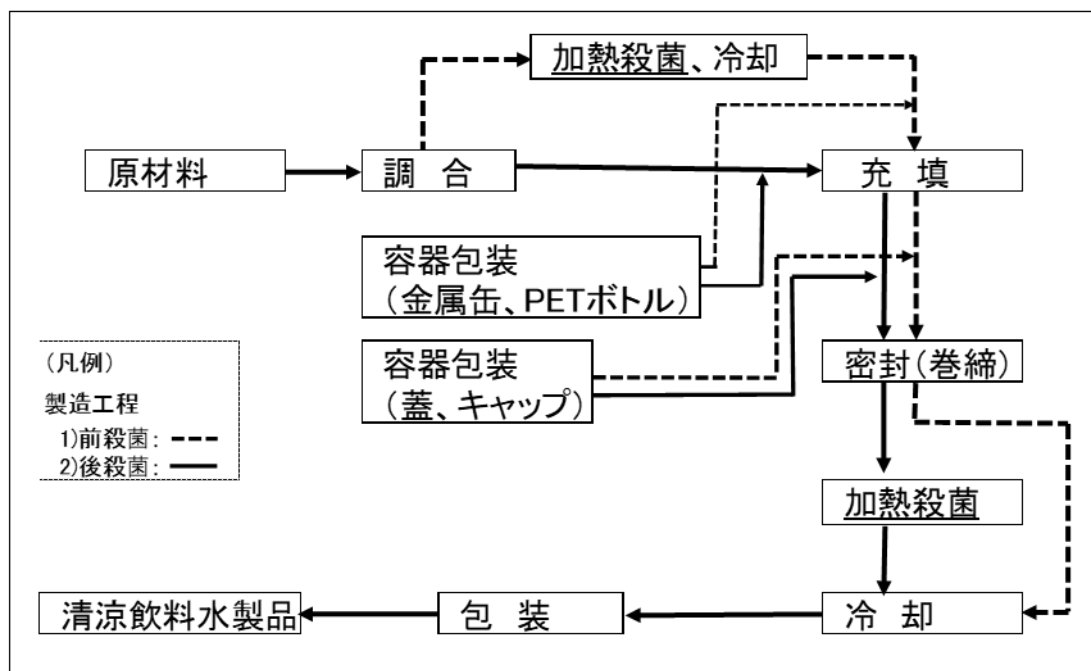 加熱殺菌、冷却
原材料
調　合
充　填
容器包装
（金属缶、PETボトル）
容器包装
（蓋、キャップ）
密封（巻締）
（凡例）
製造工程
1)前殺菌：
2)後殺菌：
加熱殺菌
清涼飲料水製品
包　装
冷　却